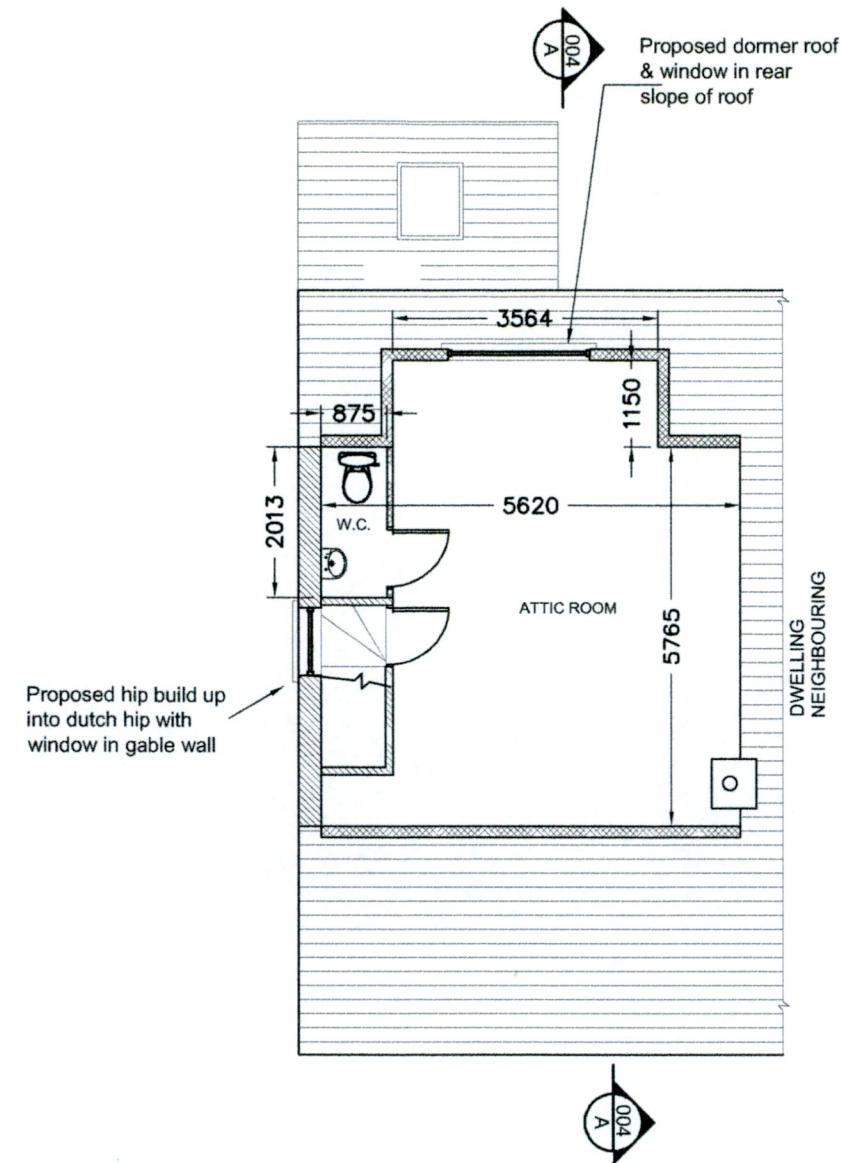 004
A
Proposed dormer roof
& window in rear
slope of roof
3564
875
1150
2013
W.C.
5620
ATTIC ROOM
5765
DWELLING
NEIGHBOURING
Proposed hip build up
into dutch hip with
window in gable wall
004
A